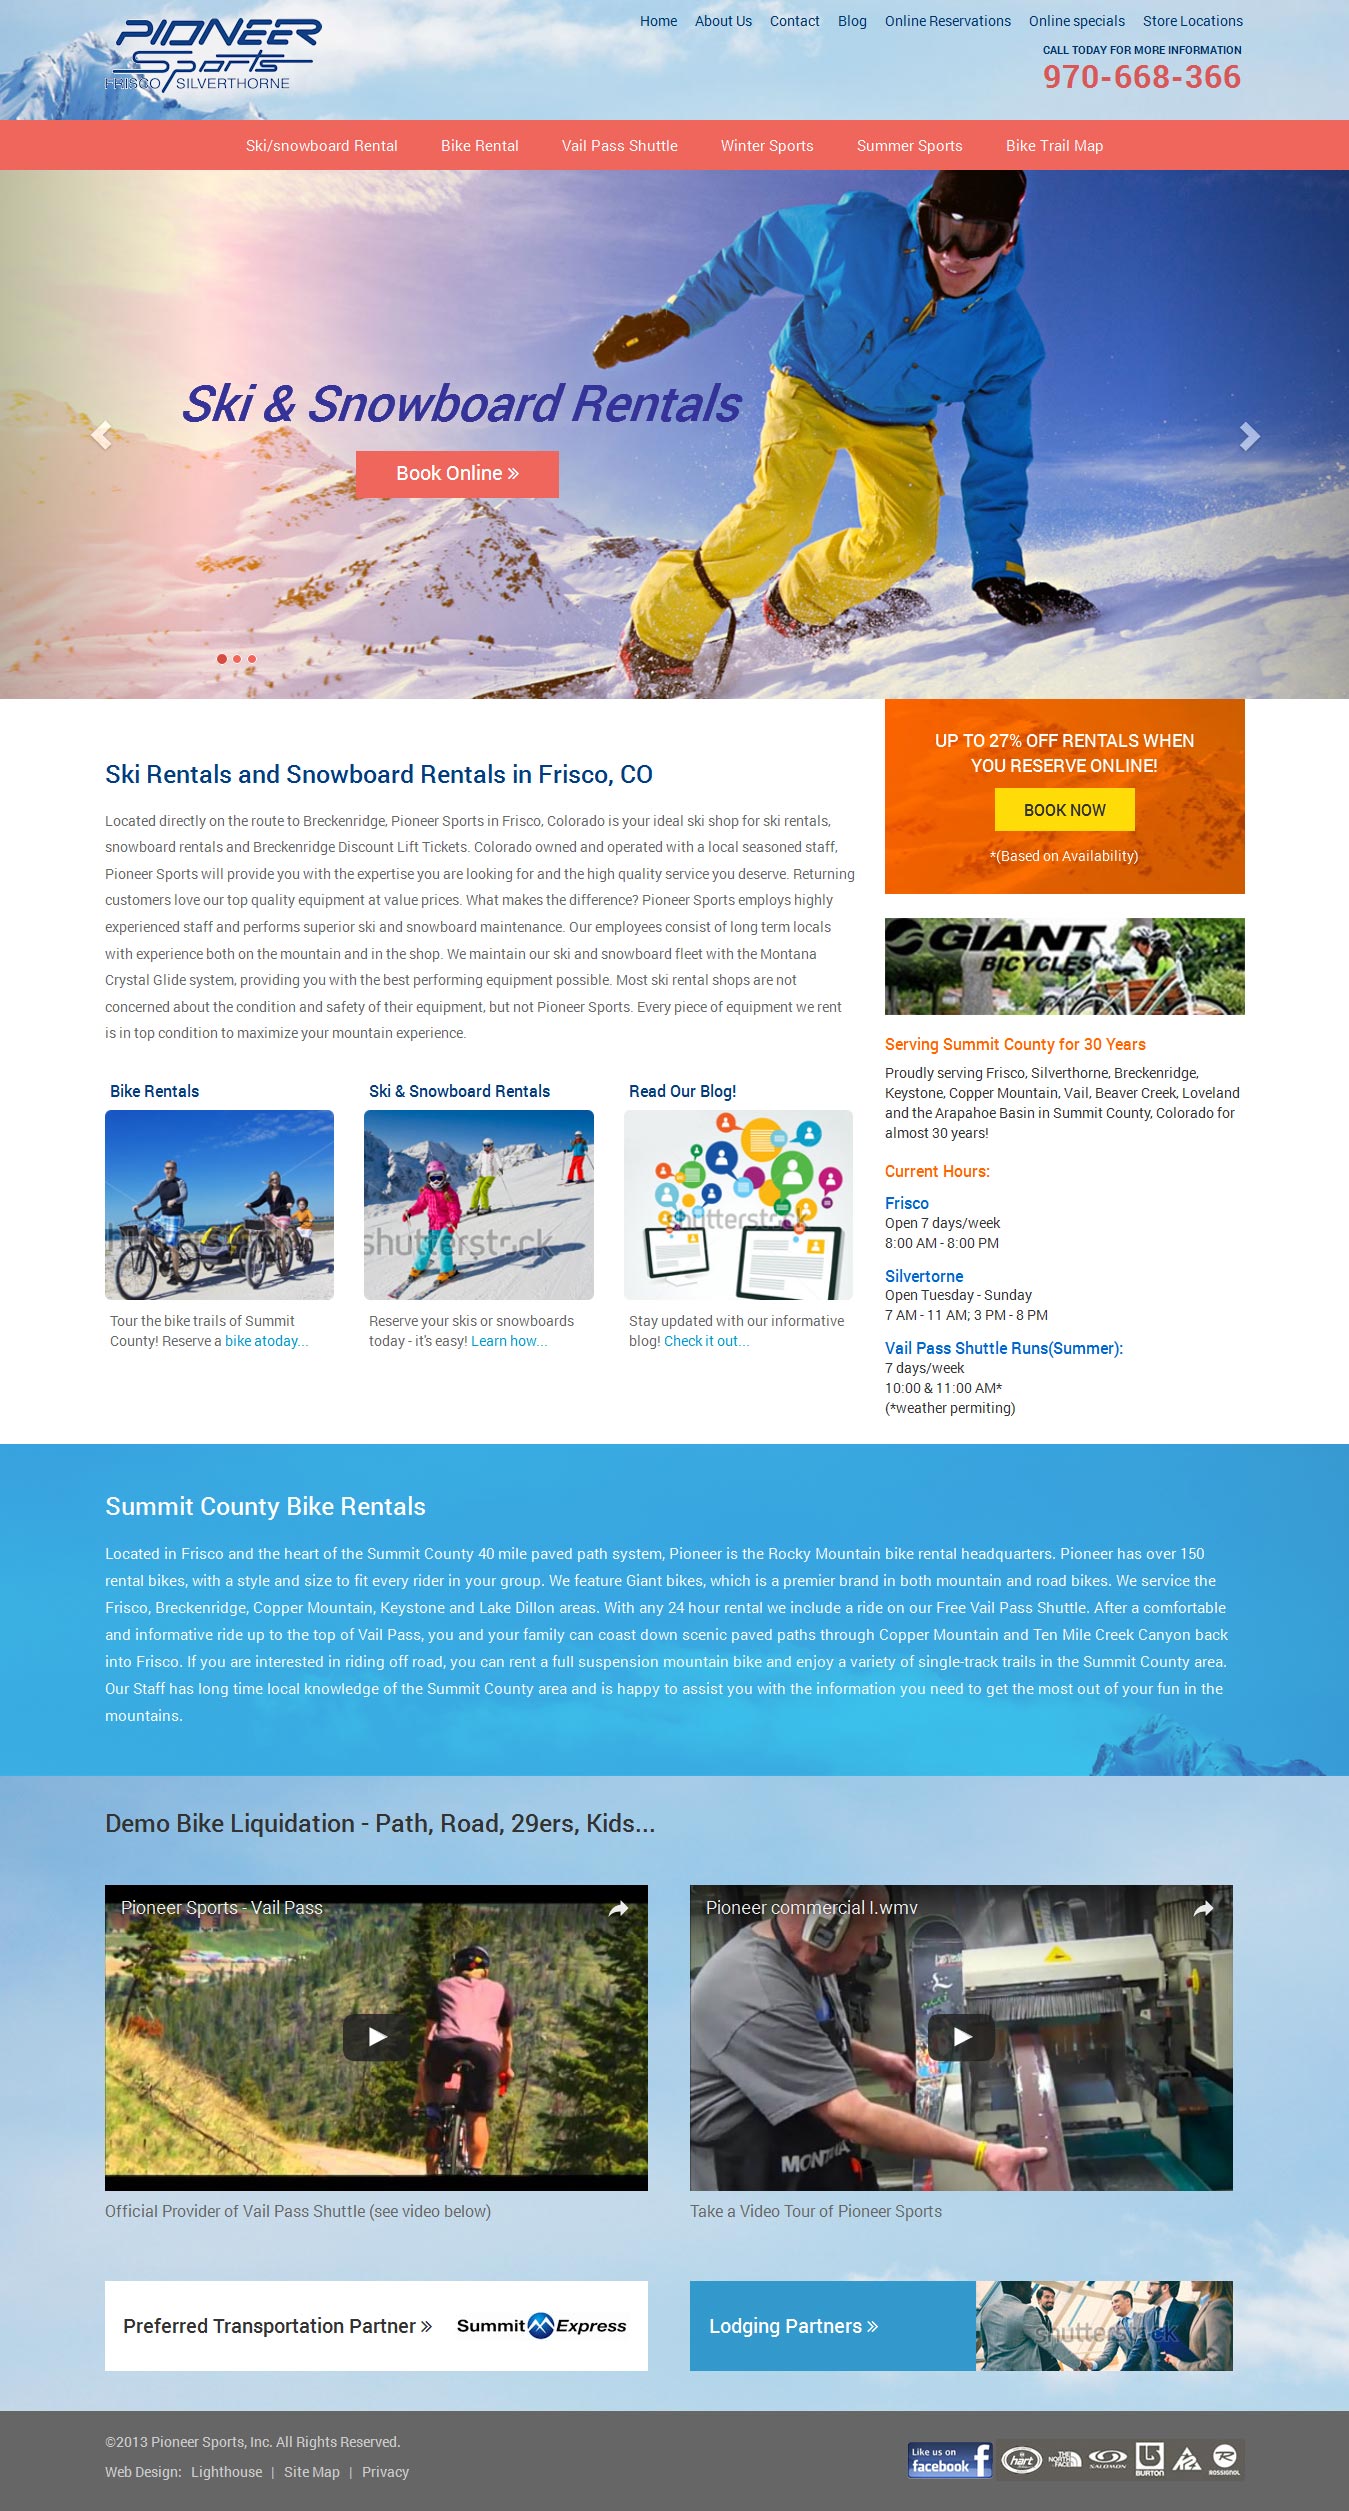 PIONEER
Sports
FRISCO SILVERTHORNE
Home About Us Contact Blog Online Reservations Online specials Store Locations
CALL TODAY FOR MORE INFORMATION
970-668-366
Ski/snowboard Rental Bike Rental Vail Pass Shuttle Winter Sports Summer Sports Bike Trail Map
Ski & Snowboard Rentals
Book Online »
Ski Rentals and Snowboard Rentals in Frisco, CO
Located directly on the route to Breckenridge, Pioneer Sports in Frisco, Colorado is your ideal ski shop for ski rentals,
snowboard rentals and Breckenridge Discount Lift Tickets. Colorado owned and operated with a local seasoned staff,
Pioneer Sports will provide you with the expertise you are looking for and the high quality service you deserve. Returning
customers love our top quality equipment at value prices. What makes the difference? Pioneer Sports employs highly
experienced staff and performs superior ski and snowboard maintenance. Our employees consist of long term locals
with experience both on the mountain and in the shop. We maintain our ski and snowboard fleet with the Montana
Crystal Glide system, providing you with the best performing equipment possible. Most ski rental shops are not
concerned about the condition and safety of their equipment, but not Pioneer Sports. Every piece of equipment we rent
is in top condition to maximize your mountain experience.
Bike Rentals
shutterstock
Tour the bike trails of Summit
County! Reserve a bike atoday...
Ski & Snowboard Rentals
shutterstock
Reserve your skis or snowboards
today - it's easy! Learn how...
Read Our Blog!
shutterstock
Stay updated with our informative
blog! Check it out...
UP TO 27% OFF RENTALS WHEN
YOU RESERVE ONLINE!
BOOK NOW
*(Based on Availability)
GIANT
BICYCLES
Serving Summit County for 30 Years
Proudly serving Frisco, Silverthorne, Breckenridge,
Keystone, Copper Mountain, Vail, Beaver Creek, Loveland
and the Arapahoe Basin in Summit County, Colorado for
almost 30 years!
Current Hours:
Frisco
Open 7 days/week
8:00 AM - 8:00 PM
Silvertorne
Open Tuesday - Sunday
7 AM - 11 AM; 3 PM - 8 PM
Vail Pass Shuttle Runs(Summer):
7 days/week
10:00 & 11:00 AM*
(*weather permiting)
Summit County Bike Rentals
Located in Frisco and the heart of the Summit County 40 mile paved path system, Pioneer is the Rocky Mountain bike rental headquarters. Pioneer has over 150
rental bikes, with a style and size to fit every rider in your group. We feature Giant bikes, which is a premier brand in both mountain and road bikes. We service the
Frisco, Breckenridge, Copper Mountain, Keystone and Lake Dillon areas. With any 24 hour rental we include a ride on our Free Vail Pass Shuttle. After a comfortable
and informative ride up to the top of Vail Pass, you and your family can coast down scenic paved paths through Copper Mountain and Ten Mile Creek Canyon back
into Frisco. If you are interested in riding off road, you can rent a full suspension mountain bike and enjoy a variety of single-track trails in the Summit County area.
Our Staff has long time local knowledge of the Summit County area and is happy to assist you with the information you need to get the most out of your fun in the
mountains.
Demo Bike Liquidation - Path, Road, 29ers, Kids...
Pioneer Sports - Vail Pass
Official Provider of Vail Pass Shuttle (see video below)
Pioneer commercial I.wmv
MONTANA
Take a Video Tour of Pioneer Sports
Preferred Transportation Partner »
Summit Express
Lodging Partners »
shutterstock
©2013 Pioneer Sports, Inc. All Rights Reserved.
Web Design: Lighthouse | Site Map | Privacy
Like us on
facebook
hart
THE NORTH FACE
SALOMON
BURTON
K2
ROSSIGNOL